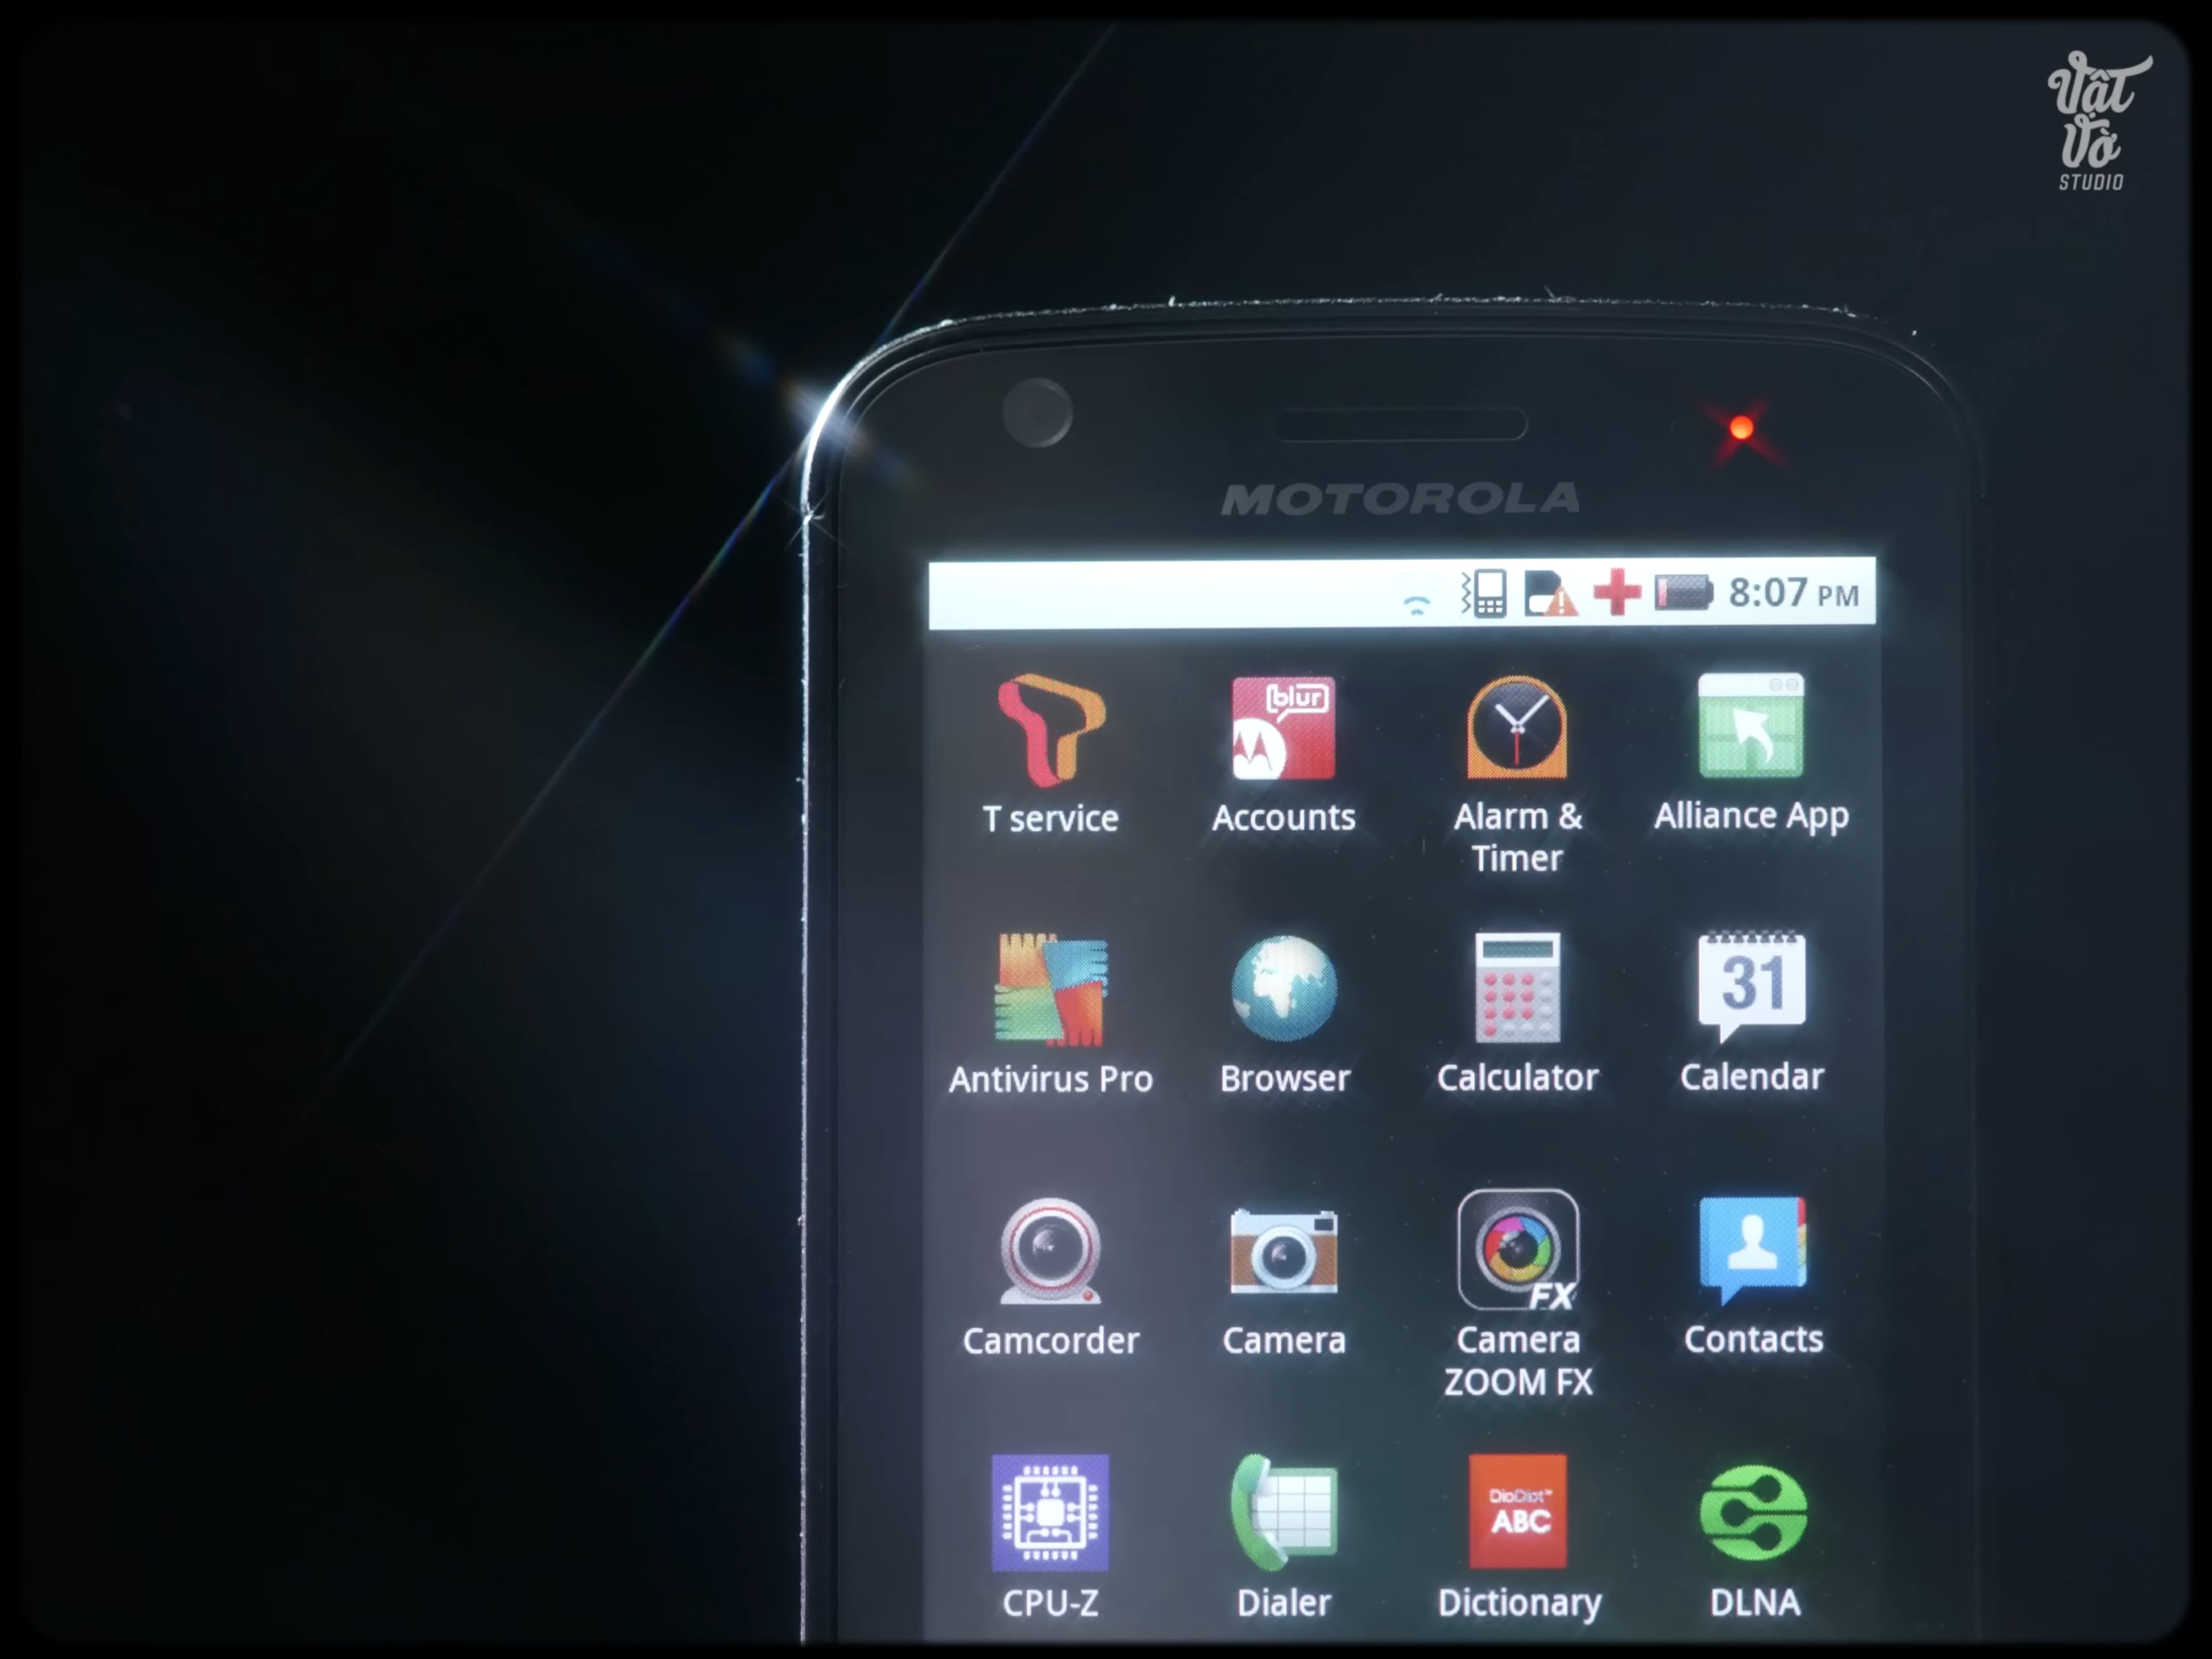 Vật
Vờ
STUDIO
MOTOROLA
8:07 PM
blur
T service Accounts Alarm & Timer Alliance App
31
Antivirus Pro Browser Calculator Calendar
FX
Camcorder Camera Camera ZOOM FX Contacts
DioDict™
ABC
CPU-Z Dialer Dictionary DLNA